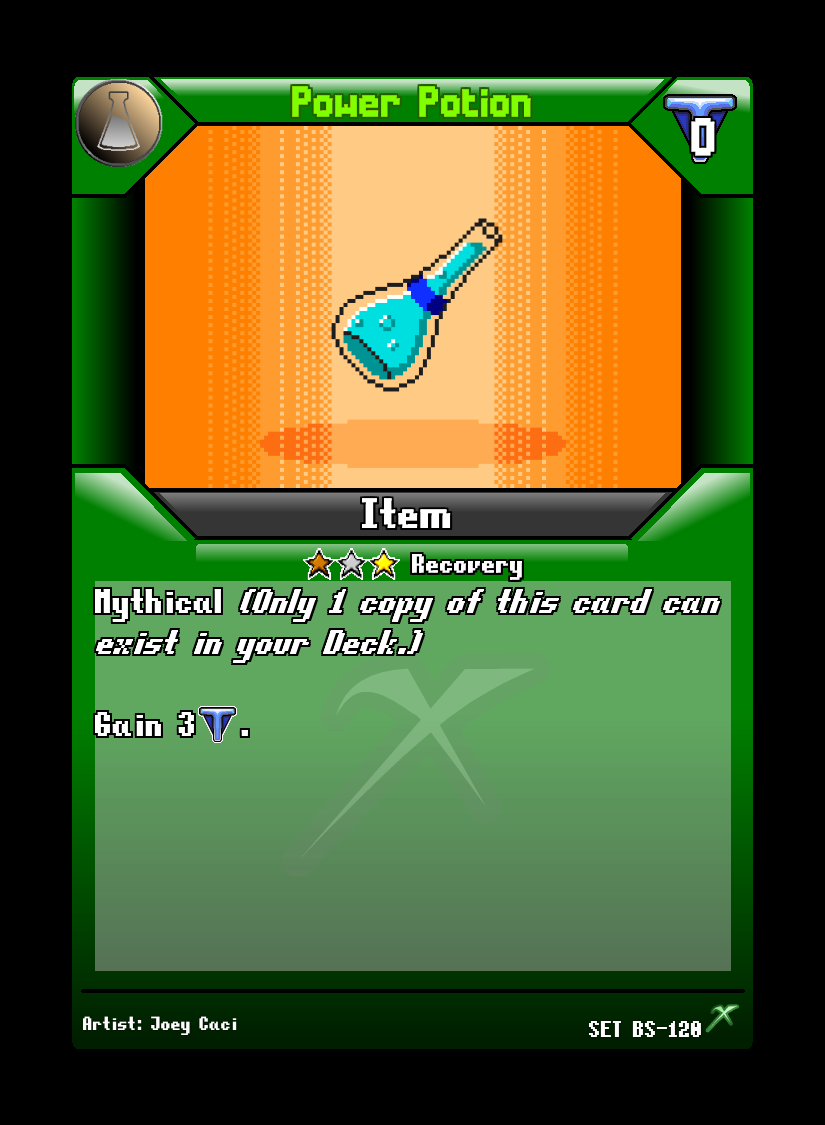 Power Potion
0
Item
Recovery
Mythical (Only 1 copy of this card can
exist in your Deck.)
Gain 3T.
Artist: Joey Caci
SET BS-120